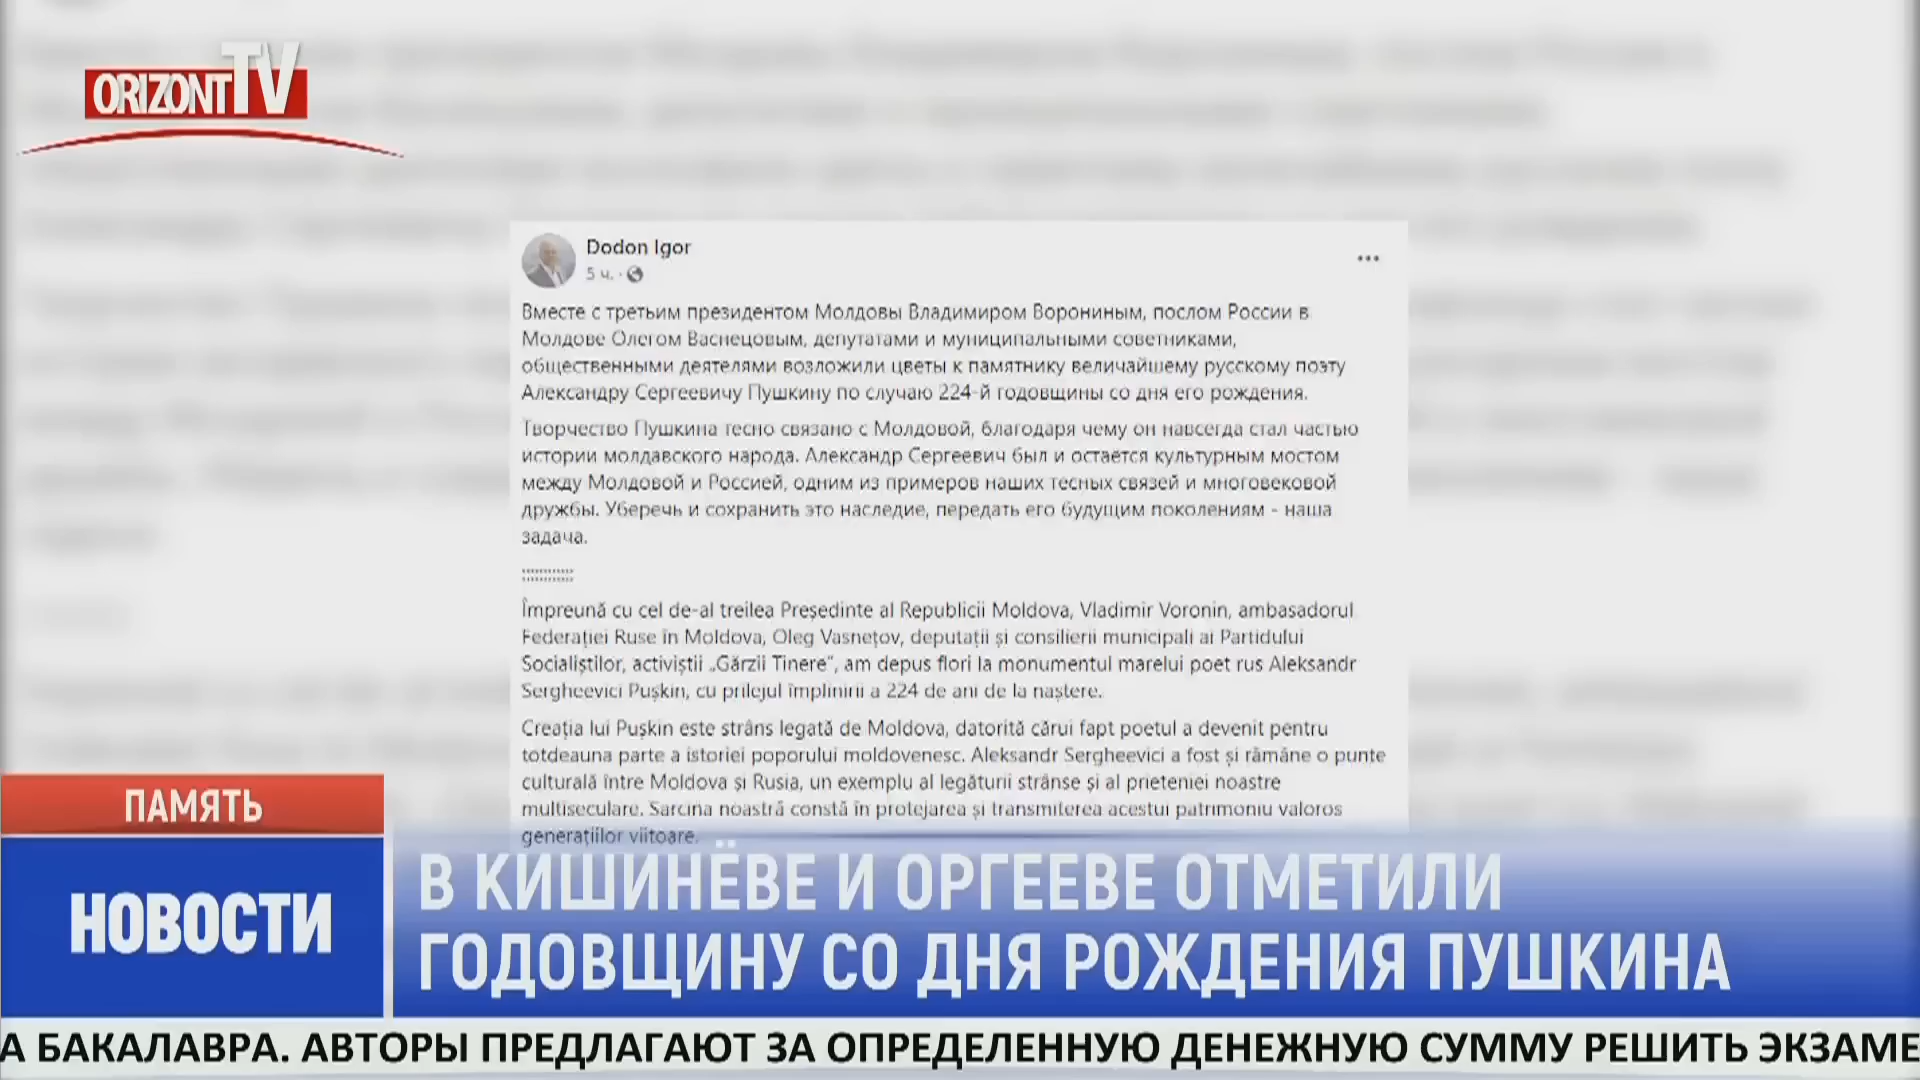 ORIZONT TV
Dodon Igor
5 ч. ·
Вместе с третьим президентом Молдовы Владимиром Ворониным, послом России в
Молдове Олегом Васнецовым, депутатами и муниципальными советниками,
общественными деятелями возложили цветы к памятнику величайшему русскому поэту
Александру Сергеевичу Пушкину по случаю 224-й годовщины со дня его рождения.
Творчество Пушкина тесно связано с Молдовой, благодаря чему он навсегда стал частью
истории молдавского народа. Александр Сергеевич был и остаётся культурным мостом
между Молдовой и Россией, одним из примеров наших тесных связей и многовековой
дружбы. Уберечь и сохранить это наследие, передать его будущим поколениям - наша
задача.
Împreună cu cel de-al treilea Președinte al Republicii Moldova, Vladimir Voronin, ambasadorul
Federației Ruse în Moldova, Oleg Vasnețov, deputații și consilierii municipali ai Partidului
Socialiștilor, activiștii „Gărzii Tinere”, am depus flori la monumentul marelui poet rus Aleksandr
Sergheevici Pușkin, cu prilejul împlinirii a 224 de ani de la naștere.
Creația lui Pușkin este strâns legată de Moldova, datorită cărui fapt poetul a devenit pentru
totdeauna parte a istoriei poporului moldovenesc. Aleksandr Sergheevici a fost și rămâne o punte
culturală între Moldova și Rusia, un exemplu al legăturii strânse și al prieteniei noastre
multiseculare. Sarcina noastră constă în protejarea și transmiterea acestui patrimoniu valoros
generațiilor viitoare.
ПАМЯТЬ
НОВОСТИ
В КИШИНЁВЕ И ОРГЕЕВЕ ОТМЕТИЛИ
ГОДОВЩИНУ СО ДНЯ РОЖДЕНИЯ ПУШКИНА
А БАКАЛАВРА. АВТОРЫ ПРЕДЛАГАЮТ ЗА ОПРЕДЕЛЕННУЮ ДЕНЕЖНУЮ СУММУ РЕШИТЬ ЭКЗАМЕ